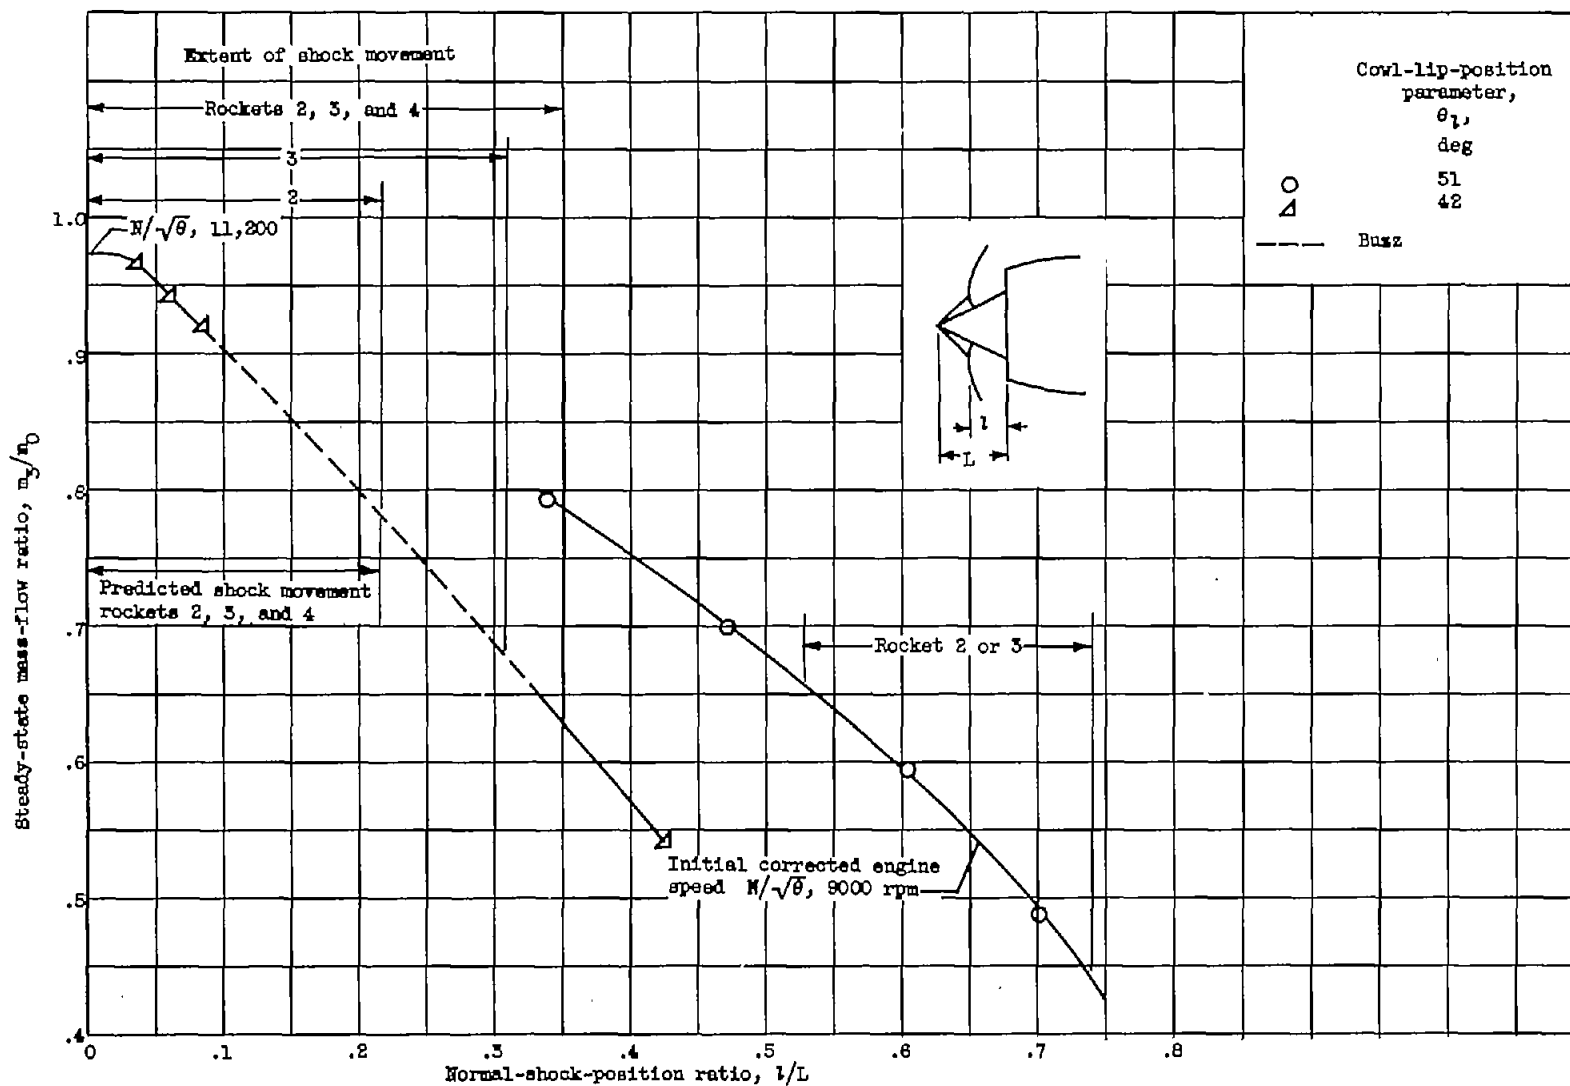 Extent of shock movement
Rockets 2, 3, and 4
3
2
N/√θ, 11,200
Cowl-lip-position
parameter,
θl,
deg
51
42
Buzz
l
L
Predicted shock movement
rockets 2, 3, and 4
Rocket 2 or 3
Initial corrected engine
speed N/√θ, 9000 rpm
Steady-state mass-flow ratio, m3/m0
1.0
.9
.8
.7
.6
.5
.4
0 .1 .2 .3 .4 .5 .6 .7 .8
Normal-shock-position ratio, l/L